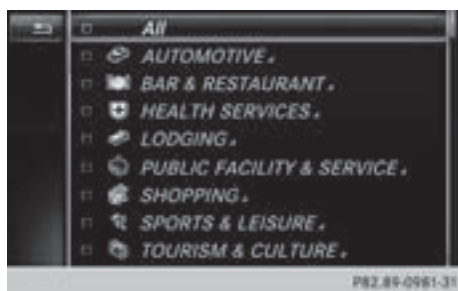 All
AUTOMOTIVE
BAR & RESTAURANT
HEALTH SERVICES
LODGING
PUBLIC FACILITY & SERVICE
SHOPPING
SPORTS & LEISURE
TOURISM & CULTURE
P82.89-0981-31